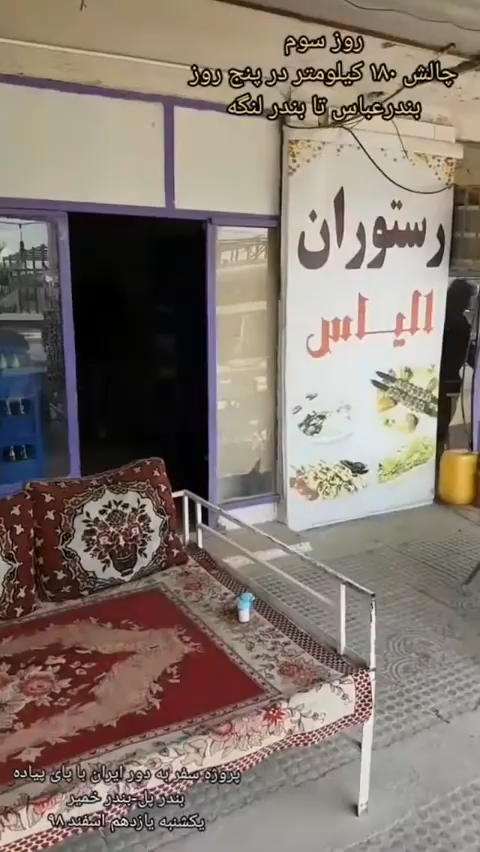 روز سوم
چالش ۱۸۰ کیلومتر در پنج روز
بندرعباس تا بندر لنگه
رستوران
الیاس
پروژه سفر به دور ایران با پای پیاده
بندر پل-بندر خمیر
یکشنبه یازدهم اسفند ۹۸